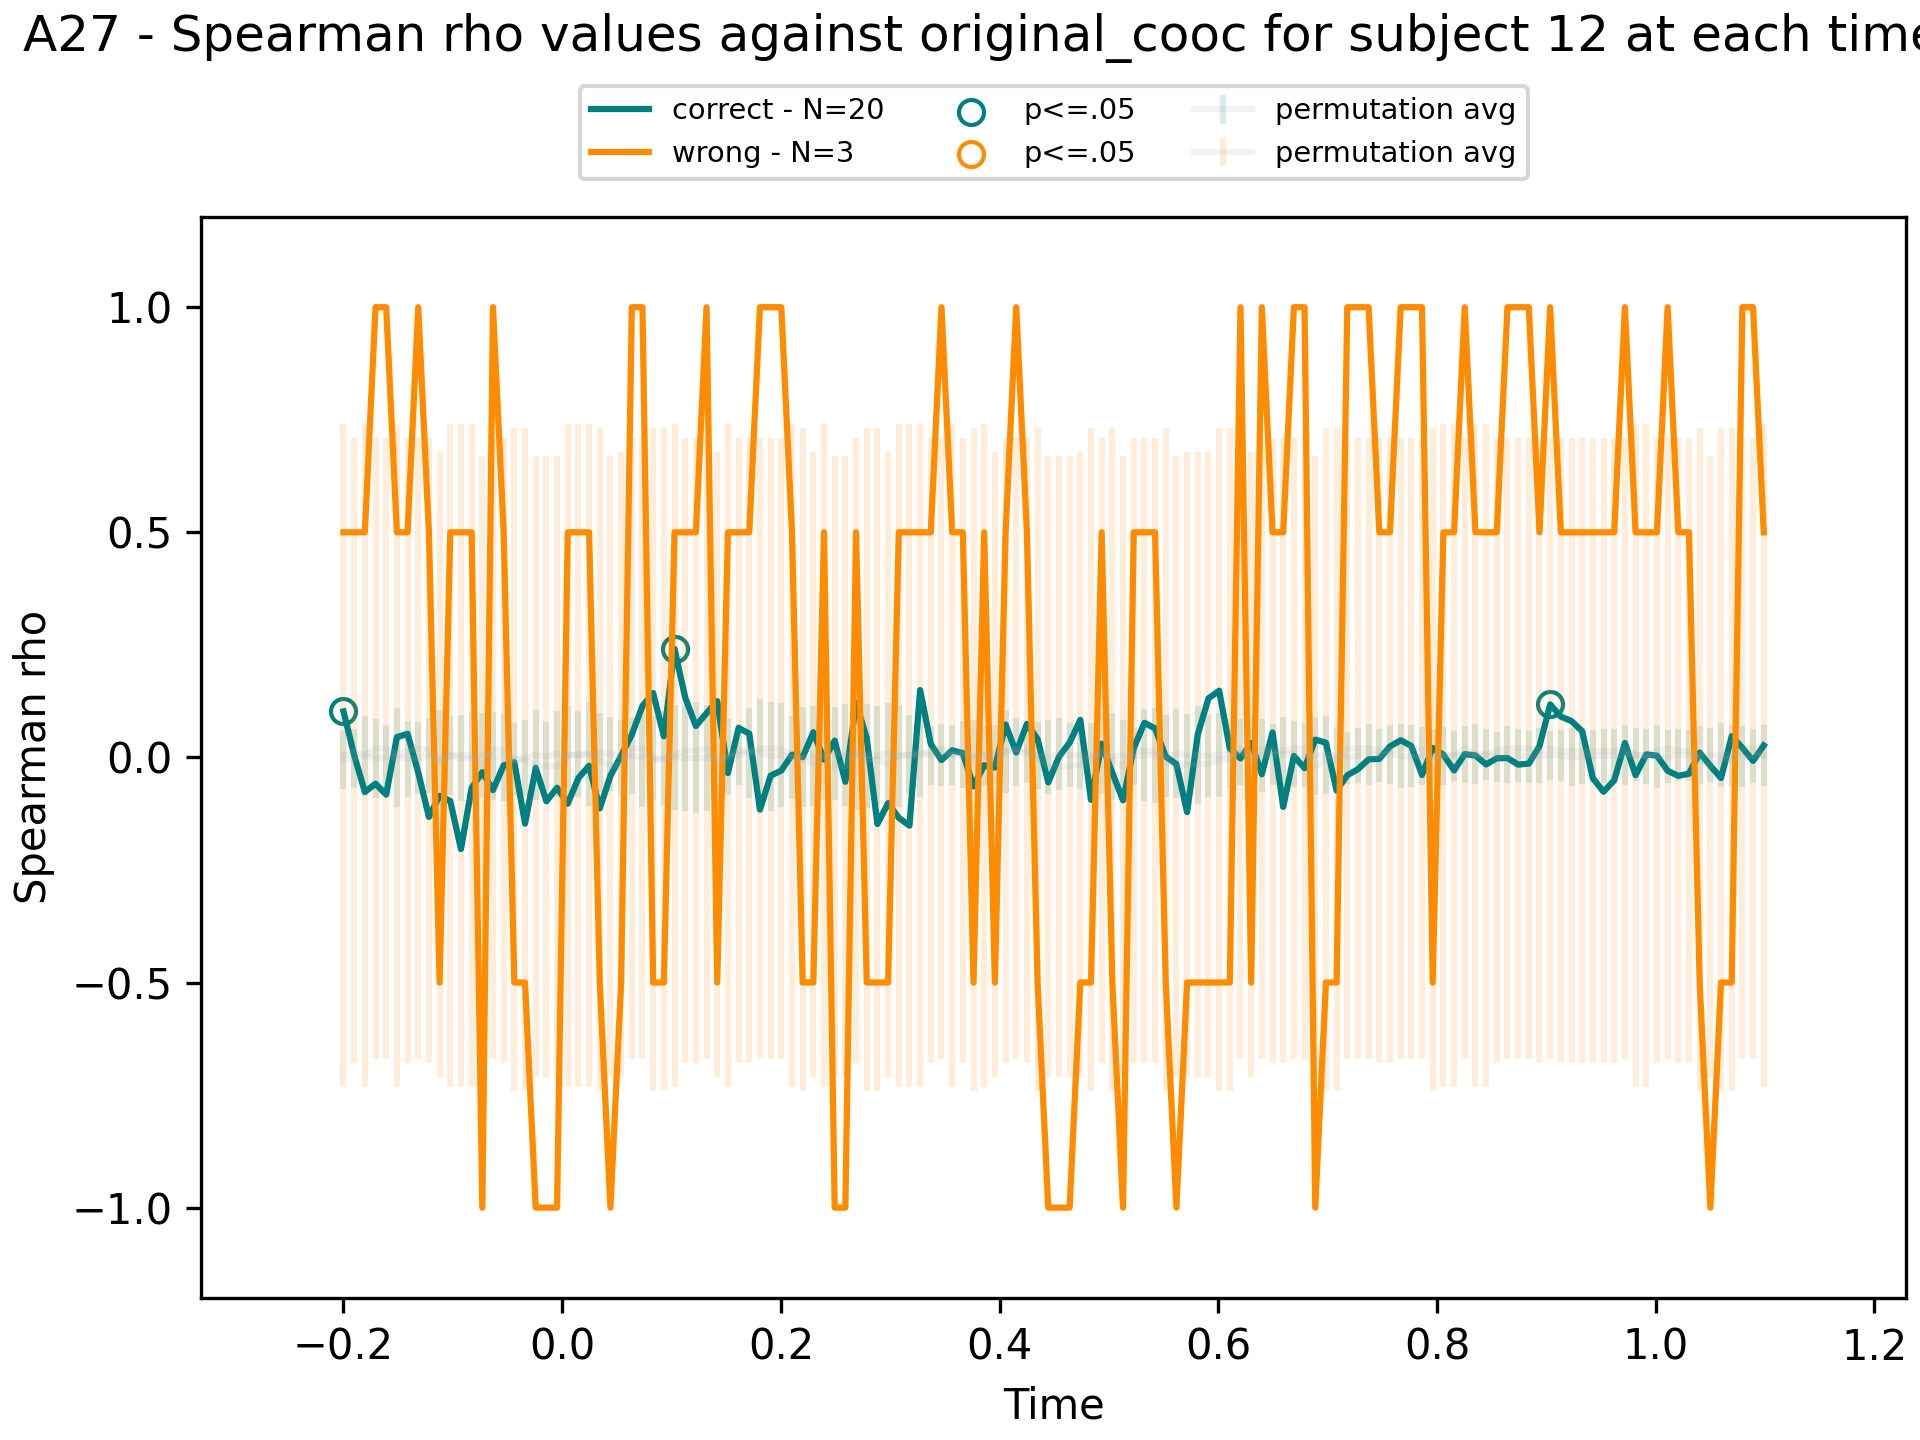 A27 - Spearman rho values against original_cooc for subject 12 at each time
correct - N=20
wrong - N=3
p<=.05
p<=.05
permutation avg
permutation avg
1.0
0.5
0.0
−0.5
−1.0
Spearman rho
−0.2 0.0 0.2 0.4 0.6 0.8 1.0 1.2
Time